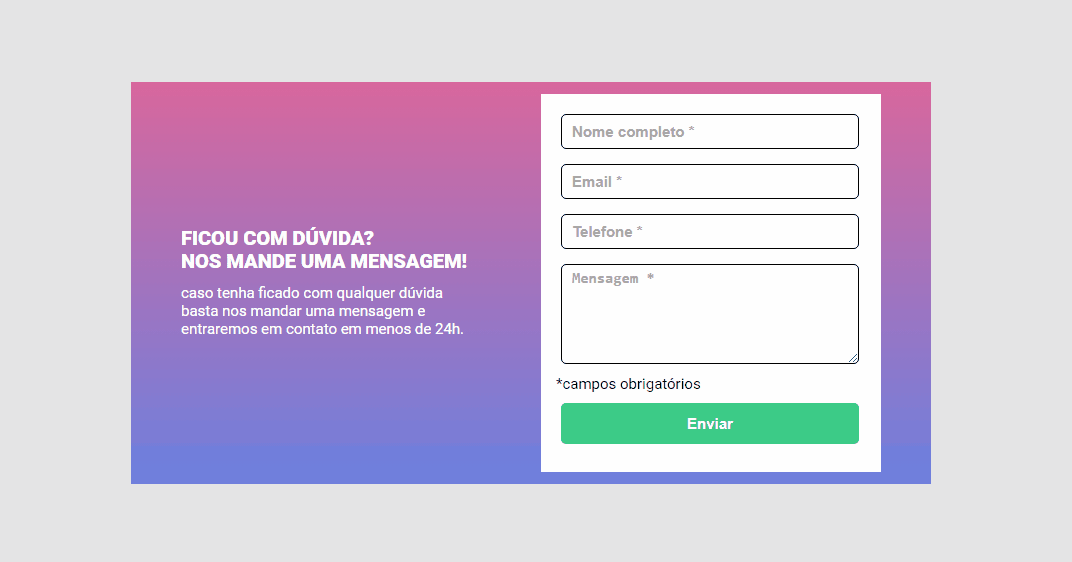 FICOU COM DÚVIDA?
NOS MANDE UMA MENSAGEM!
caso tenha ficado com qualquer dúvida
basta nos mandar uma mensagem e
entraremos em contato em menos de 24h.
Nome completo *
Email *
Telefone *
Mensagem *
*campos obrigatórios
Enviar